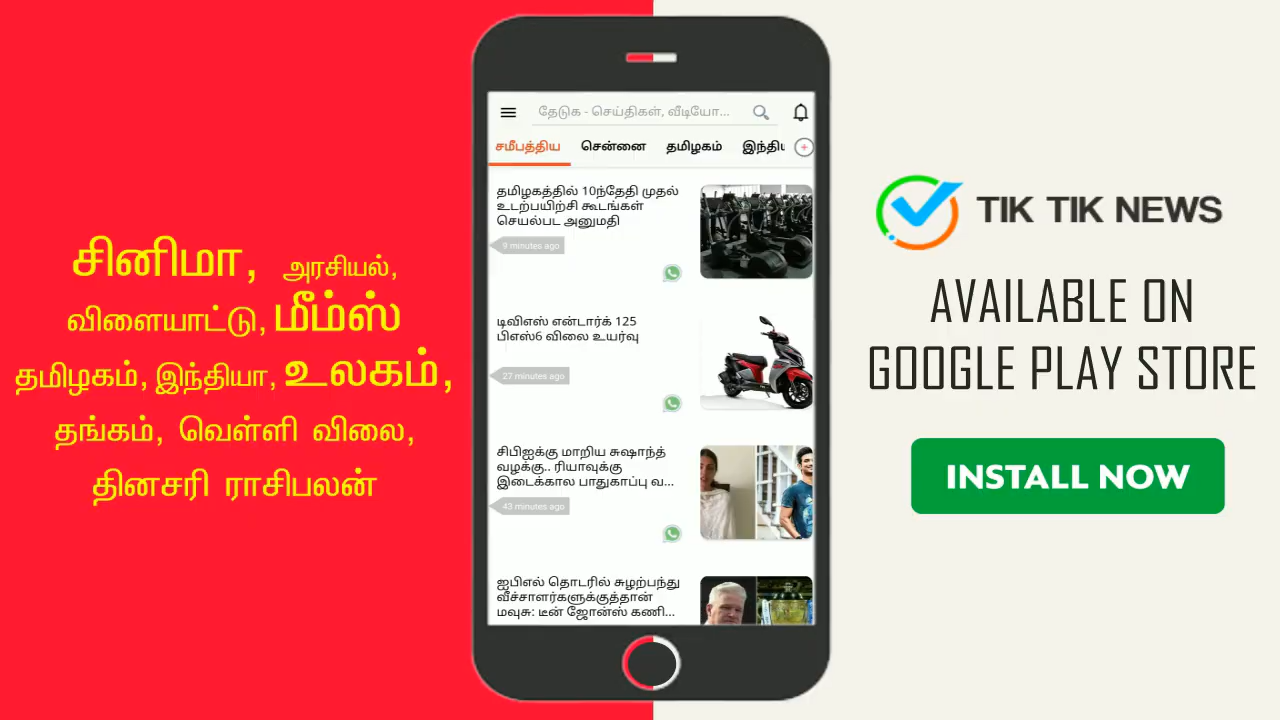 சினிமா, அரசியல்,
விளையாட்டு, மீம்ஸ்
தமிழகம், இந்தியா, உலகம்,
தங்கம், வெள்ளி விலை,
தினசரி ராசிபலன்
தேடுக - செய்திகள், வீடியோ...
சமீபத்திய சென்னை தமிழகம்
தமிழகத்தில் 10ந்தேதி முதல்
உடற்பயிற்சி கூடங்கள்
செயல்பட அனுமதி
9 minutes ago
டிவிஎஸ் என்டார்க் 125
பிஎஸ்6 விலை உயர்வு
27 minutes ago
சிபிஐக்கு மாறிய சுஷாந்த்
வழக்கு.. ரியாவுக்கு
இடைக்கால பாதுகாப்பு வ...
43 minutes ago
ஐபிஎல் தொடரில் சுழற்பந்து
வீச்சாளர்களுக்குத்தான்
மவுசு: டீன் ஜோன்ஸ் கணி...
TIK TIK NEWS
AVAILABLE ON
GOOGLE PLAY STORE
INSTALL NOW